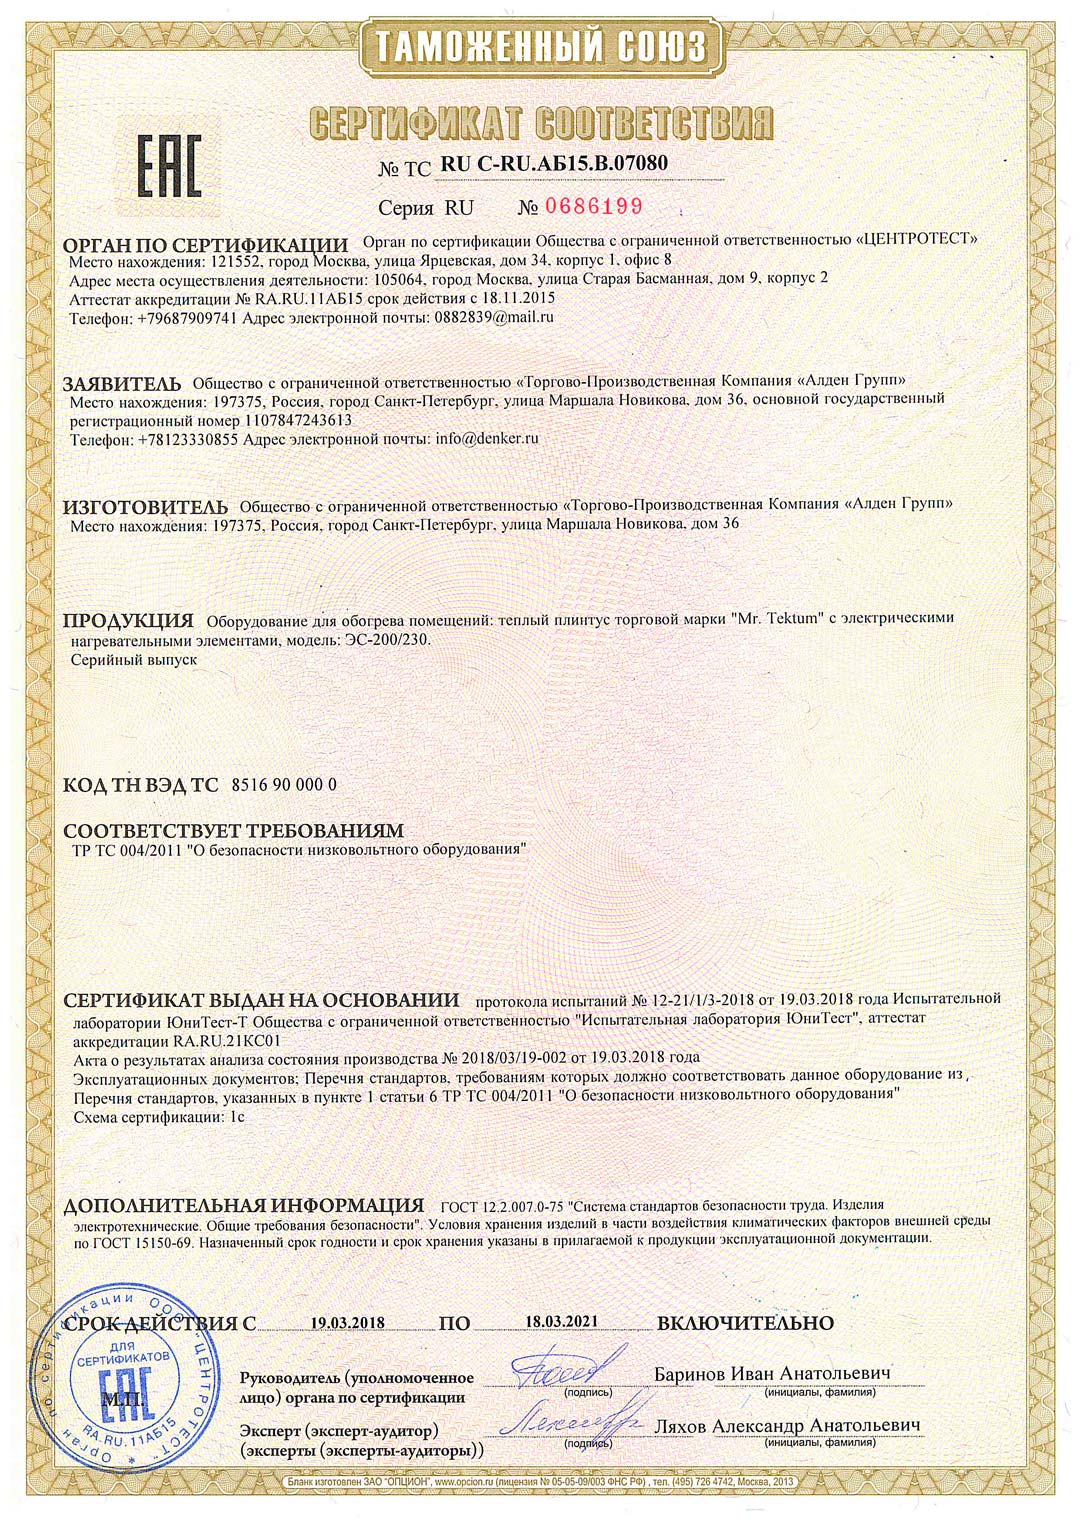 ТАМОЖЕННЫЙ СОЮЗ
СЕРТИФИКАТ СООТВЕТСТВИЯ
ЕАС
№ ТС RU С-RU.АБ15.В.07080
Серия RU № 0686199
ОРГАН ПО СЕРТИФИКАЦИИ Орган по сертификации Общества с ограниченной ответственностью «ЦЕНТРОТЕСТ»
Место нахождения: 121552, город Москва, улица Ярцевская, дом 34, корпус 1, офис 8
Адрес места осуществления деятельности: 105064, город Москва, улица Старая Басманная, дом 9, корпус 2
Аттестат аккредитации № RA.RU.11АБ15 срок действия с 18.11.2015
Телефон: +79687909741 Адрес электронной почты: 0882839@mail.ru
ЗАЯВИТЕЛЬ Общество с ограниченной ответственностью «Торгово-Производственная Компания «Алден Групп»
Место нахождения: 197375, Россия, город Санкт-Петербург, улица Маршала Новикова, дом 36, основной государственный
регистрационный номер 1107847243613
Телефон: +78123330855 Адрес электронной почты: info@denker.ru
ИЗГОТОВИТЕЛЬ Общество с ограниченной ответственностью «Торгово-Производственная Компания «Алден Групп»
Место нахождения: 197375, Россия, город Санкт-Петербург, улица Маршала Новикова, дом 36
ПРОДУКЦИЯ Оборудование для обогрева помещений: теплый плинтус торговой марки "Mr. Tektum" с электрическими
нагревательными элементами, модель: ЭС-200/230.
Серийный выпуск
КОД ТН ВЭД ТС 8516 90 000 0
СООТВЕТСТВУЕТ ТРЕБОВАНИЯМ
ТР ТС 004/2011 "О безопасности низковольтного оборудования"
СЕРТИФИКАТ ВЫДАН НА ОСНОВАНИИ протокола испытаний № 12-21/1/3-2018 от 19.03.2018 года Испытательной
лаборатории ЮниТест-Т Общества с ограниченной ответственностью "Испытательная лаборатория ЮниТест", аттестат
аккредитации RA.RU.21КС01
Акта о результатах анализа состояния производства № 2018/03/19-002 от 19.03.2018 года
Эксплуатационных документов; Перечня стандартов, требованиям которых должно соответствовать данное оборудование из
Перечня стандартов, указанных в пункте 1 статьи 6 ТР ТС 004/2011 "О безопасности низковольтного оборудования"
Схема сертификации: 1с
ДОПОЛНИТЕЛЬНАЯ ИНФОРМАЦИЯ ГОСТ 12.2.007.0-75 "Система стандартов безопасности труда. Изделия
электротехнические. Общие требования безопасности". Условия хранения изделий в части воздействия климатических факторов внешней среды
по ГОСТ 15150-69. Назначенный срок годности и срок хранения указаны в прилагаемой к продукции эксплуатационной документации.
СРОК ДЕЙСТВИЯ С 19.03.2018 ПО 18.03.2021 ВКЛЮЧИТЕЛЬНО
Орган по сертификации ООО "ЦЕНТРОТЕСТ"
ДЛЯ
СЕРТИФИКАТОВ
ЕАС
М.П.
RA.RU.11АБ15
Руководитель (уполномоченное
лицо) органа по сертификации
(подпись)
Баринов Иван Анатольевич
(инициалы, фамилия)
Эксперт (эксперт-аудитор)
(эксперты (эксперты-аудиторы))
(подпись)
Ляхов Александр Анатольевич
(инициалы, фамилия)
Бланк изготовлен ЗАО "ОПЦИОН", www.opcion.ru (лицензия № 05-05-09/003 ФНС РФ) , тел. (495) 726 4742, Москва, 2013